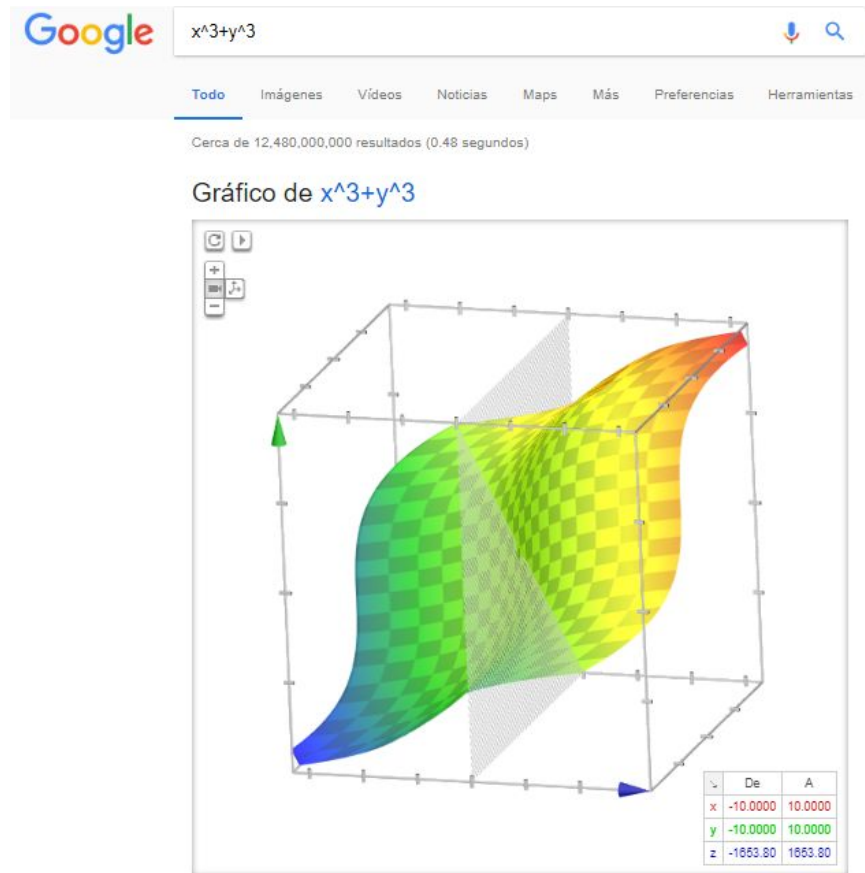 Google x^3+y^3
Todo Imágenes Vídeos Noticias Maps Más Preferencias Herramientas
Cerca de 12,480,000,000 resultados (0.48 segundos)
Gráfico de x^3+y^3
De A
x -10.0000 10.0000
y -10.0000 10.0000
z -1653.80 1653.80